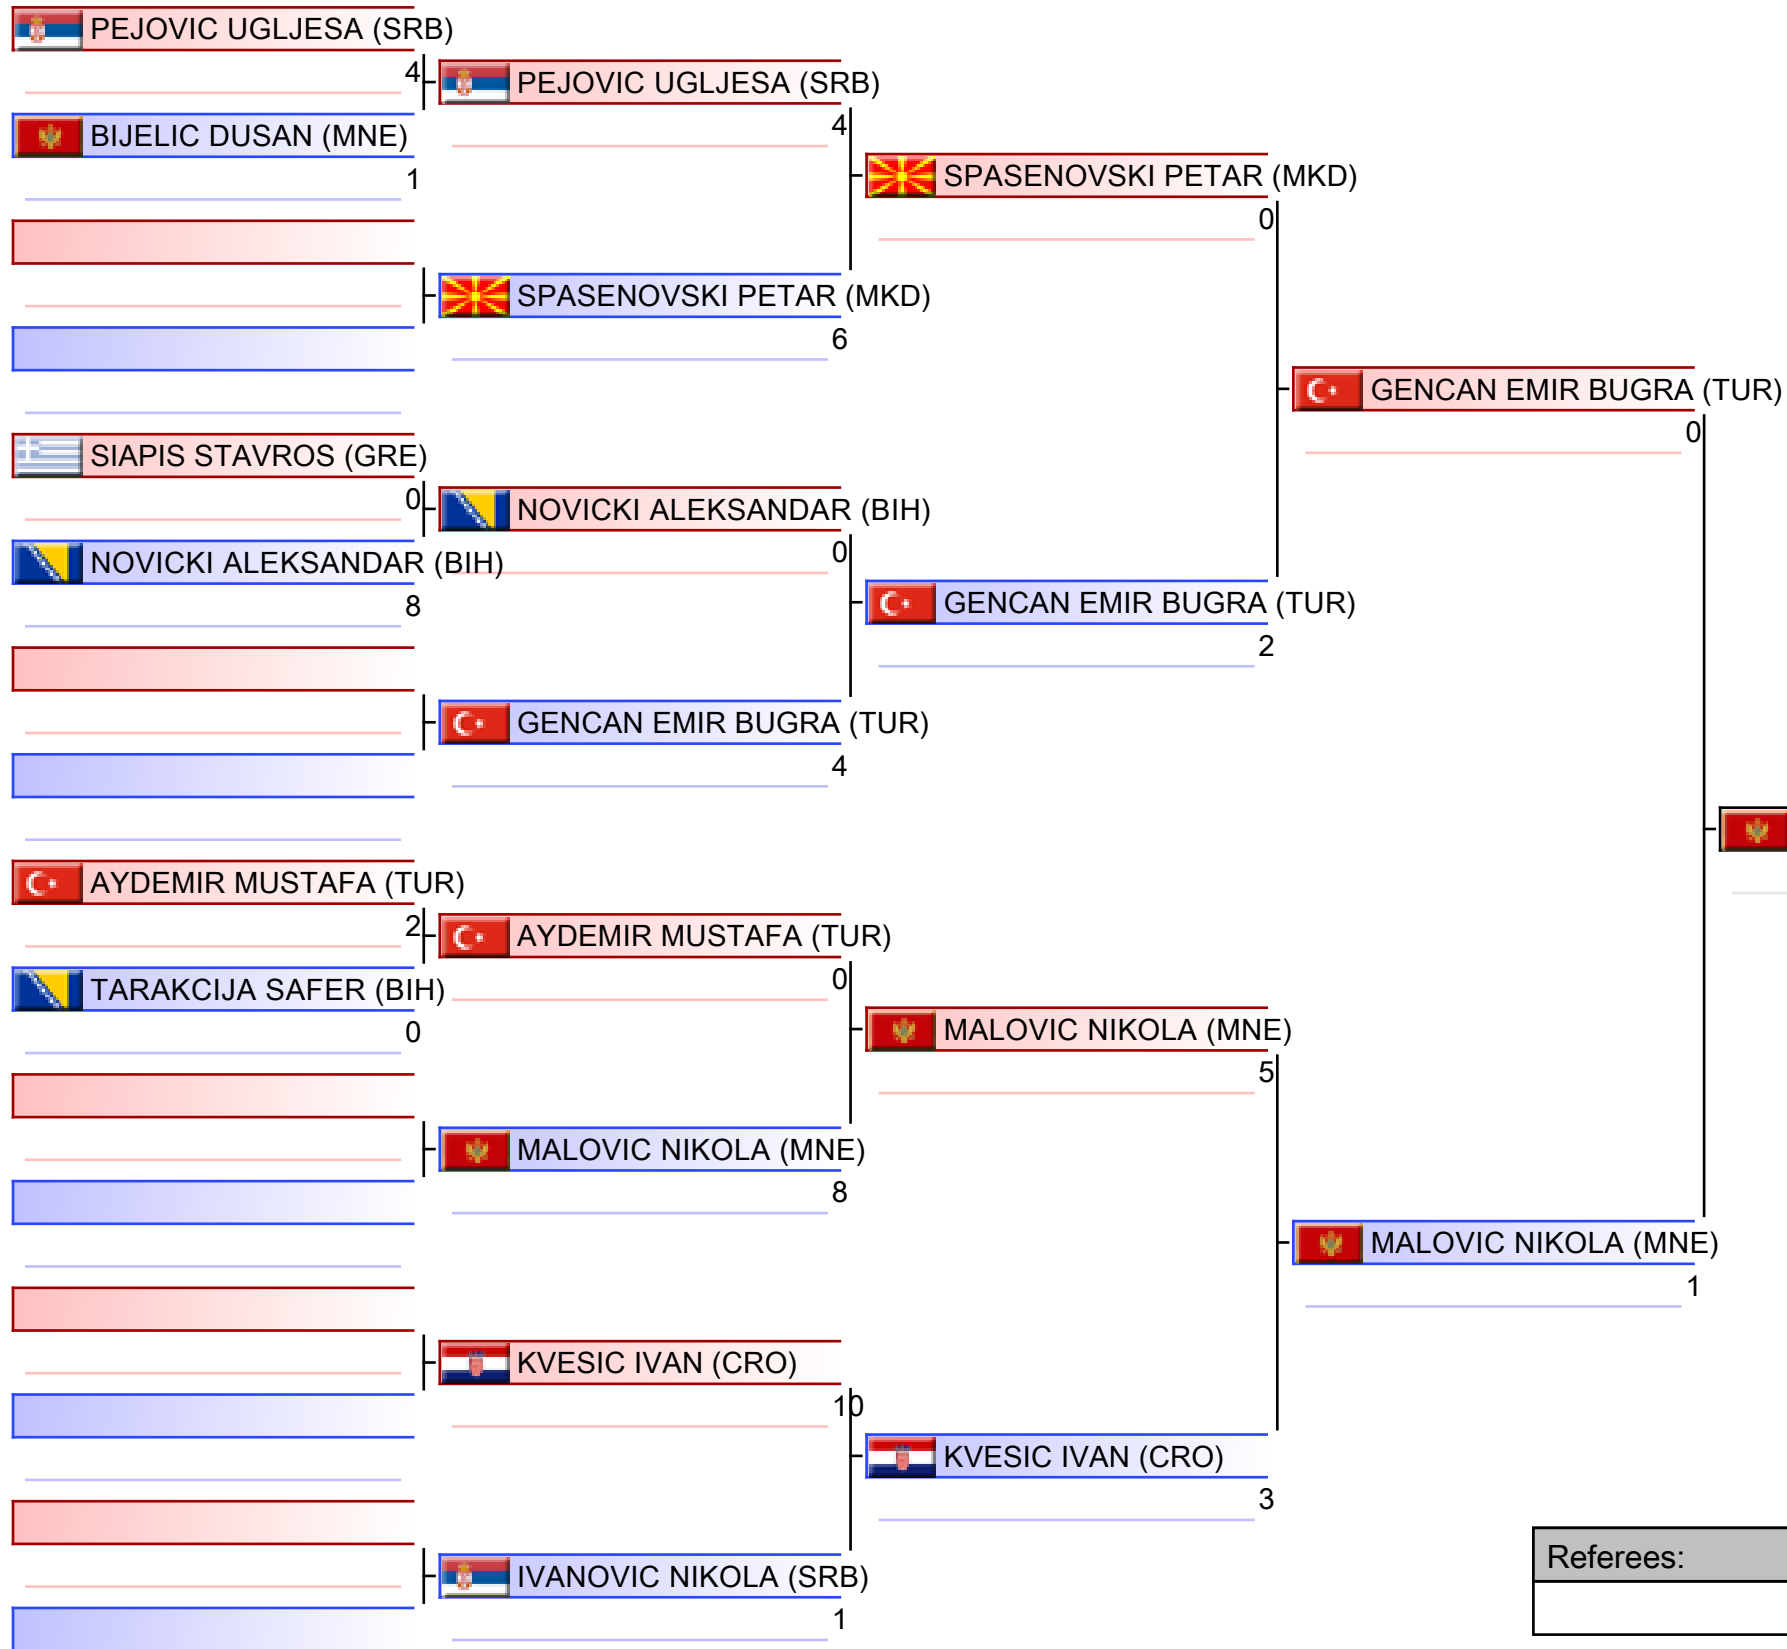 PEJOVIC UGLJESA (SRB)
4
BIJELIC DUSAN (MNE)
1
SIAPIS STAVROS (GRE)
0
NOVICKI ALEKSANDAR (BIH)
8
AYDEMIR MUSTAFA (TUR)
2
TARAKCIJA SAFER (BIH)
0
PEJOVIC UGLJESA (SRB)
4
SPASENOVSKI PETAR (MKD)
6
NOVICKI ALEKSANDAR (BIH)
0
GENCAN EMIR BUGRA (TUR)
4
AYDEMIR MUSTAFA (TUR)
0
MALOVIC NIKOLA (MNE)
8
KVESIC IVAN (CRO)
10
IVANOVIC NIKOLA (SRB)
1
SPASENOVSKI PETAR (MKD)
0
GENCAN EMIR BUGRA (TUR)
2
MALOVIC NIKOLA (MNE)
5
KVESIC IVAN (CRO)
3
GENCAN EMIR BUGRA (TUR)
0
MALOVIC NIKOLA (MNE)
1
Referees: